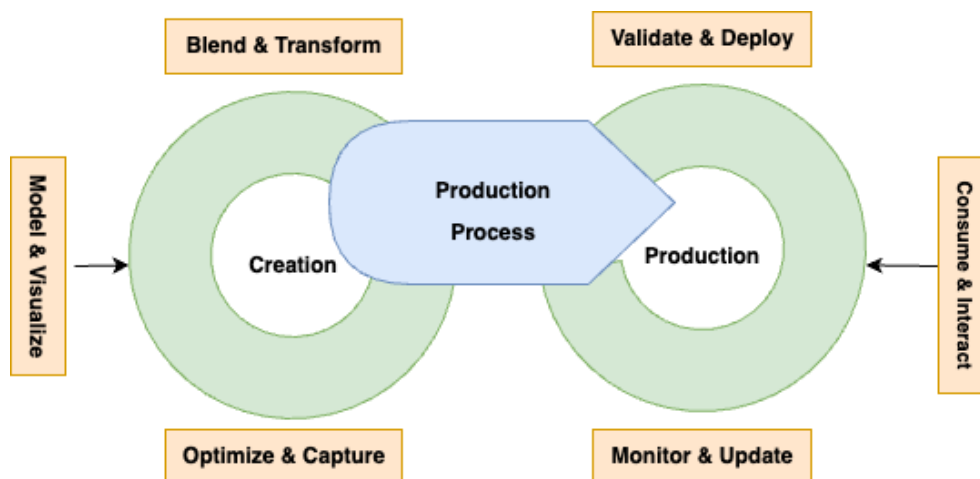 Blend & Transform
Validate & Deploy
Model & Visualize
Production
Process
Creation
Production
Consume & Interact
Optimize & Capture
Monitor & Update